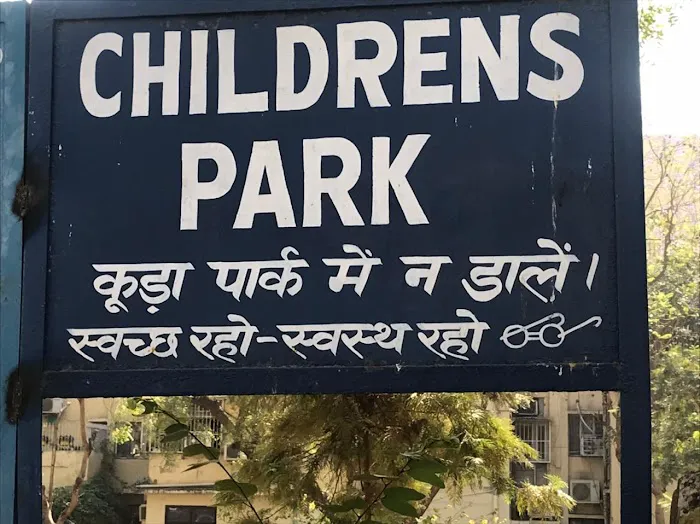 CHILDRENS
PARK
कूड़ा पार्क में न डालें।
स्वच्छ रहो-स्वस्थ रहो